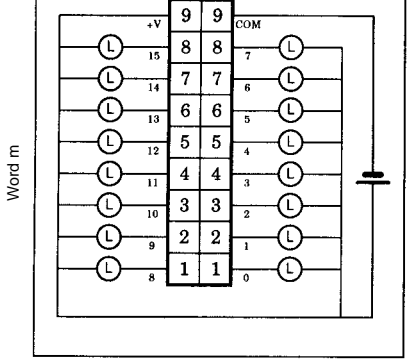 9 9
+V COM
L 8 8 L
15 7
L 7 7 L
14 6
L 6 6 L
13 5
L 5 5 L
12 4
L 4 4 L
11 3
L 3 3 L
10 2
L 2 2 L
9 1
L 1 1 L
8 0
Word m